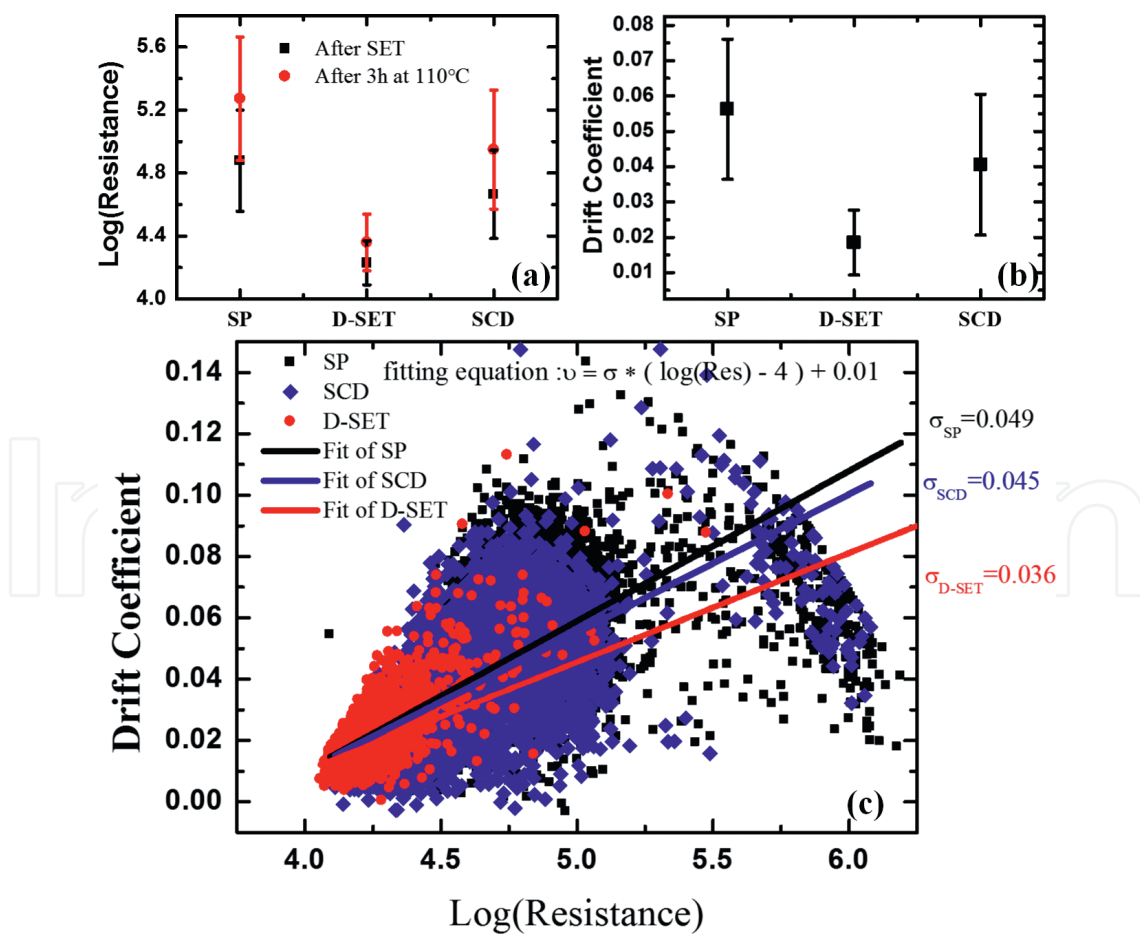 5.6
5.2
4.8
4.4
4.0
Log(Resistance)
After SET
After 3h at 110°C
(a)
SP
D-SET
SCD
0.08
0.07
0.06
0.05
0.04
0.03
0.02
0.01
Drift Coefficient
(b)
SP
D-SET
SCD
0.14
0.12
0.10
0.08
0.06
0.04
0.02
0.00
Drift Coefficient
SP
SCD
D-SET
Fit of SP
Fit of SCD
Fit of D-SET
fitting equation :υ = σ * ( log(Res) - 4 ) + 0.01
σSP=0.049
σSCD=0.045
σD-SET=0.036
(c)
4.0
4.5
5.0
5.5
6.0
Log(Resistance)